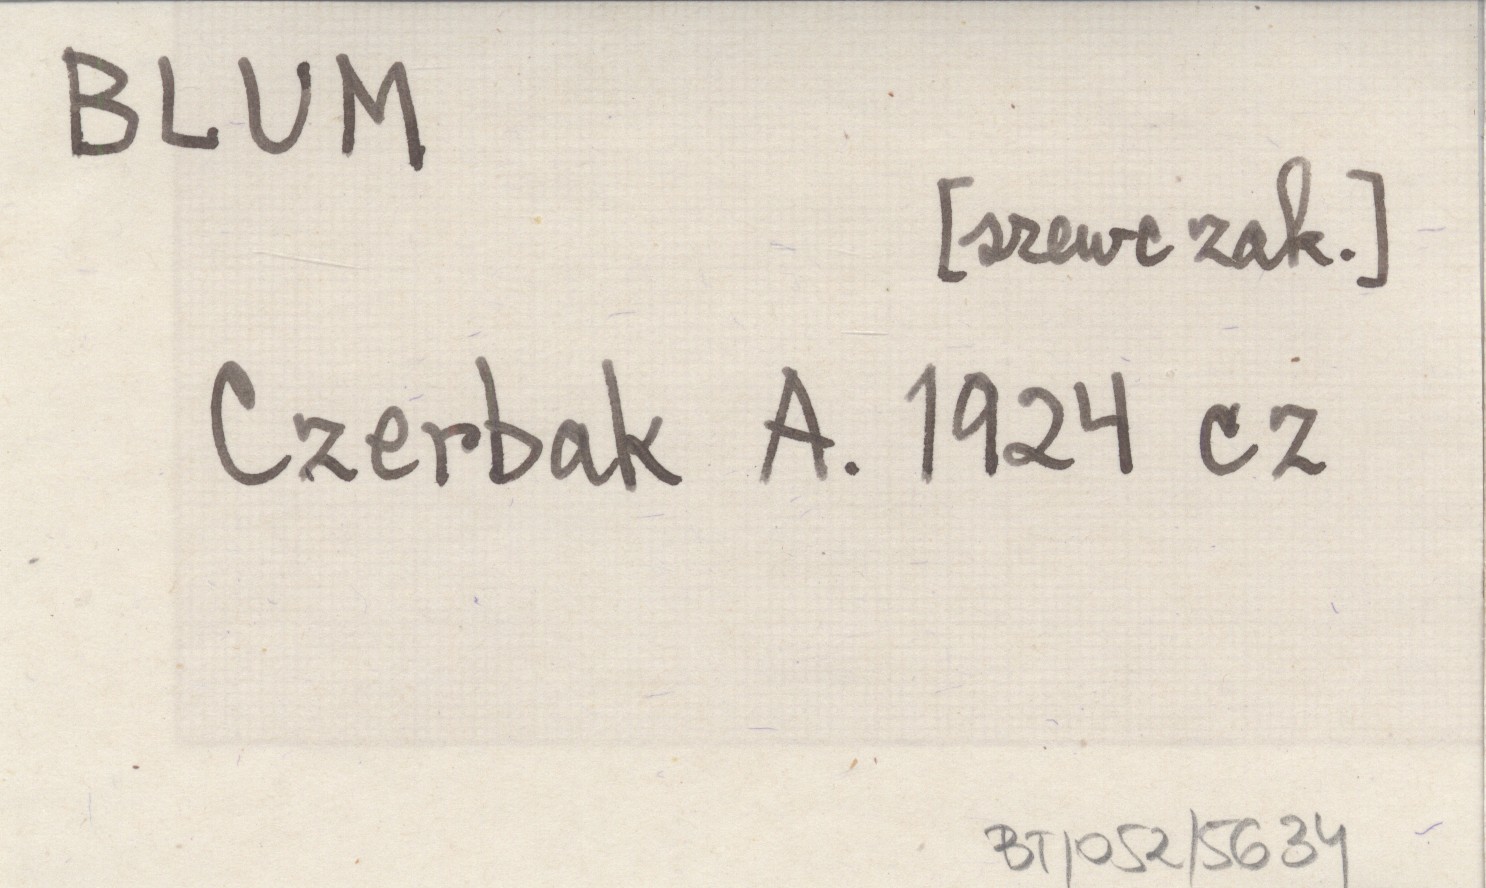 BLUM
[szewc zak.]
Czerbak A. 1924 cz
BT/052/5634